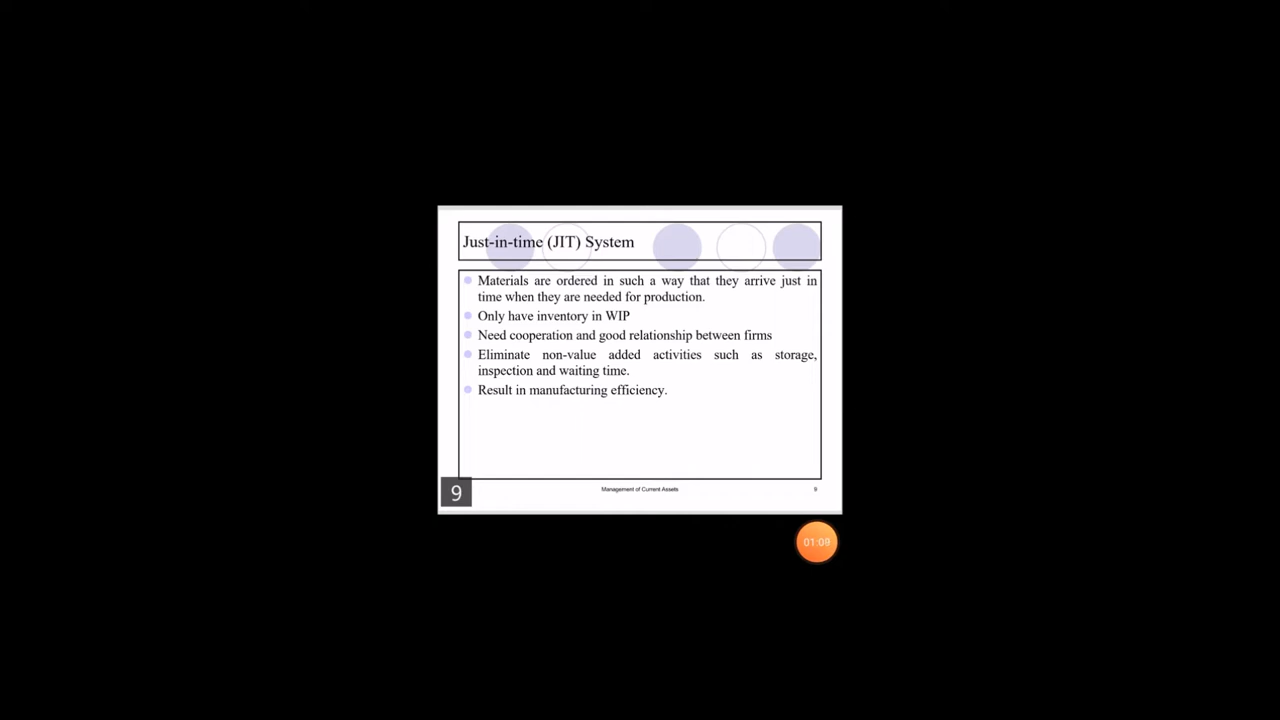 Just-in-time (JIT) System
Materials are ordered in such a way that they arrive just in
time when they are needed for production.
Only have inventory in WIP
Need cooperation and good relationship between firms
Eliminate non-value added activities such as storage,
inspection and waiting time.
Result in manufacturing efficiency.
9
Management of Current Assets
9
01:09